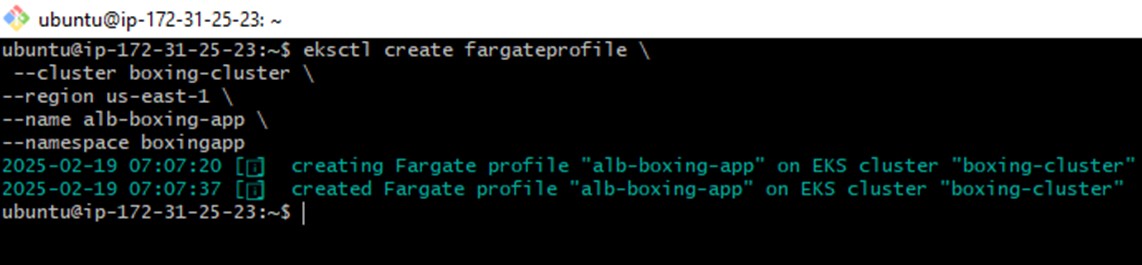 ubuntu@ip-172-31-25-23: ~
ubuntu@ip-172-31-25-23:~$ eksctl create fargateprofile \
 --cluster boxing-cluster \
--region us-east-1 \
--name alb-boxing-app \
--namespace boxingapp
2025-02-19 07:07:20 [ℹ]  creating Fargate profile "alb-boxing-app" on EKS cluster "boxing-cluster"
2025-02-19 07:07:37 [ℹ]  created Fargate profile "alb-boxing-app" on EKS cluster "boxing-cluster"
ubuntu@ip-172-31-25-23:~$